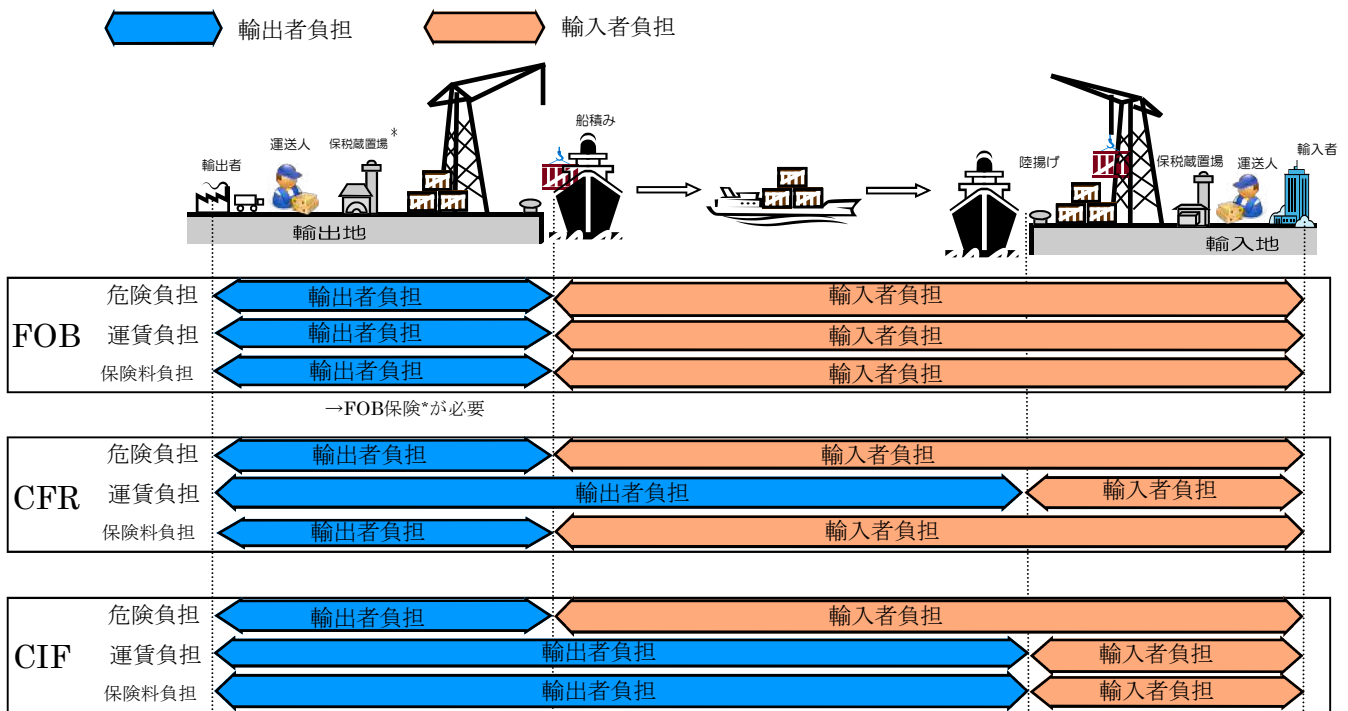 輸出者負担 輸入者負担
船積み
運送人 保税蔵置場*
輸出者
陸揚げ 保税蔵置場 運送人 輸入者
輸出地
輸入地
危険負担 輸出者負担 輸入者負担
FOB 運賃負担 輸出者負担 輸入者負担
保険料負担 輸出者負担 輸入者負担
→FOB保険*が必要
危険負担 輸出者負担 輸入者負担
CFR 運賃負担 輸出者負担 輸入者負担
保険料負担 輸出者負担 輸入者負担
危険負担 輸出者負担 輸入者負担
CIF 運賃負担 輸出者負担 輸入者負担
保険料負担 輸出者負担 輸入者負担